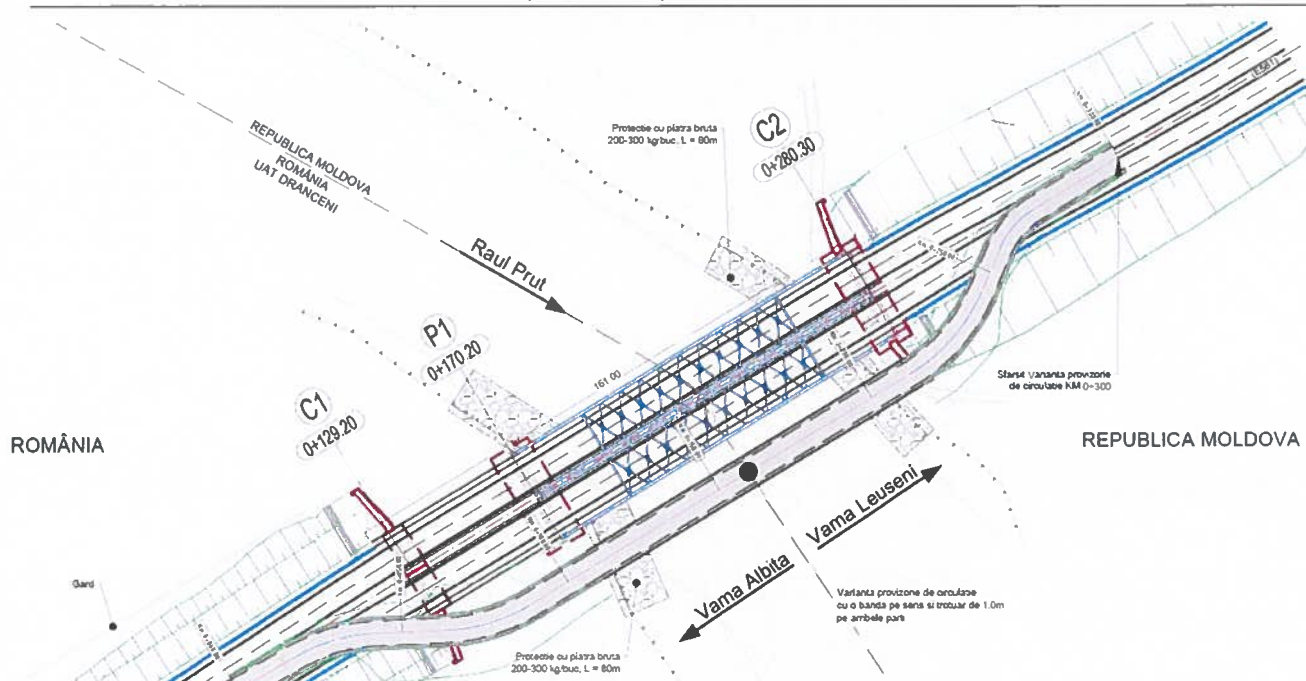 (E581)
C2
0+280.30
Protectie cu piatra bruta
200-300 kg/buc, L = 80m
REPUBLICA MOLDOVA
ROMÂNIA
UAT DRANCENI
Raul Prut
P1
0+170.20
161.00
C1
0+129.20
Sfarsit varianta provizorie
de circulatie KM 0+300
ROMÂNIA
REPUBLICA MOLDOVA
Vama Leuseni
Vama Albita
Gard
Varianta provizorie de circulatie
cu o banda pe sens si trotuar de 1.0m
pe ambele parti
Protectie cu piatra bruta
200-300 kg/buc, L = 80m